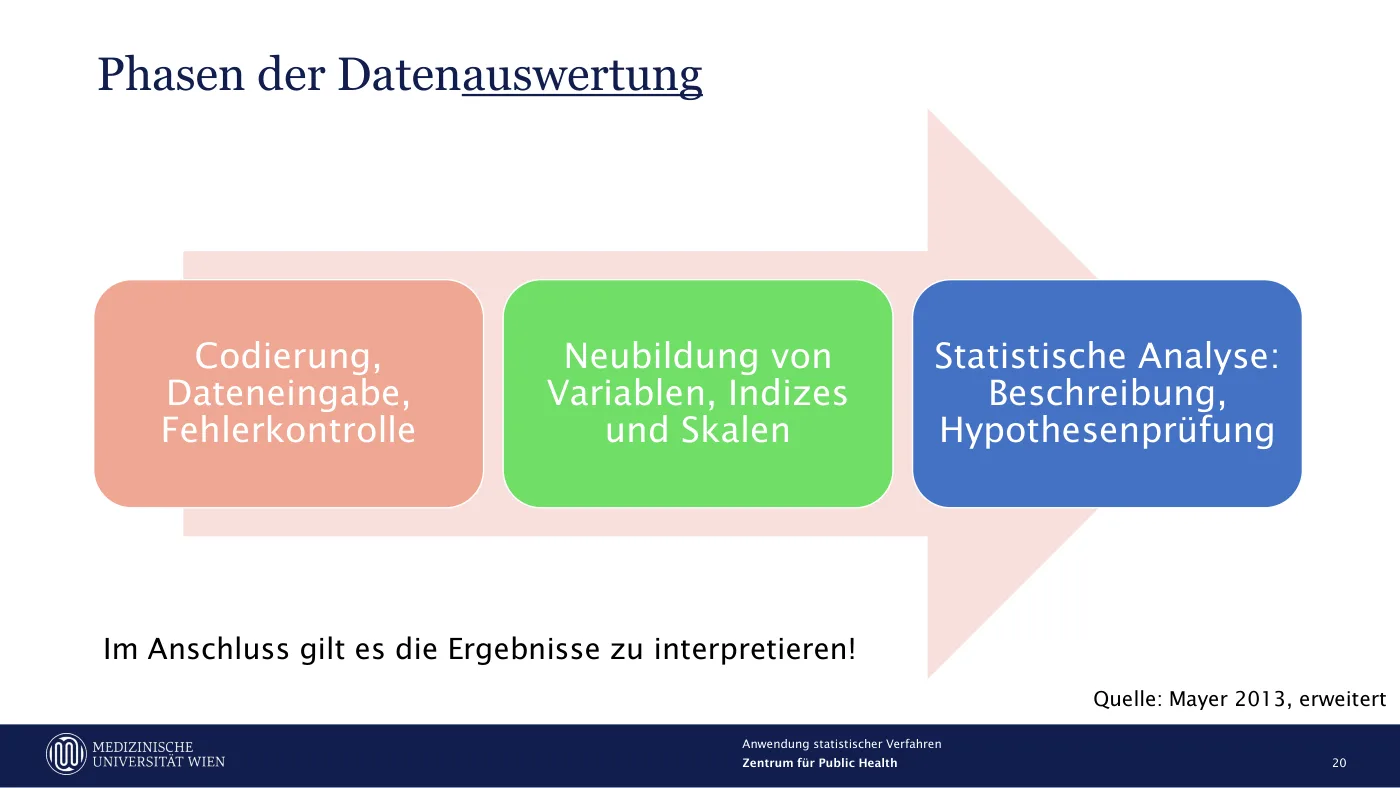 Phasen der Datenauswertung
Codierung,
Dateneingabe,
Fehlerkontrolle
Neubildung von
Variablen, Indizes
und Skalen
Statistische Analyse:
Beschreibung,
Hypothesenprüfung
Im Anschluss gilt es die Ergebnisse zu interpretieren!
Quelle: Mayer 2013, erweitert
MEDIZINISCHE
UNIVERSITÄT WIEN
Anwendung statistischer Verfahren
Zentrum für Public Health
20